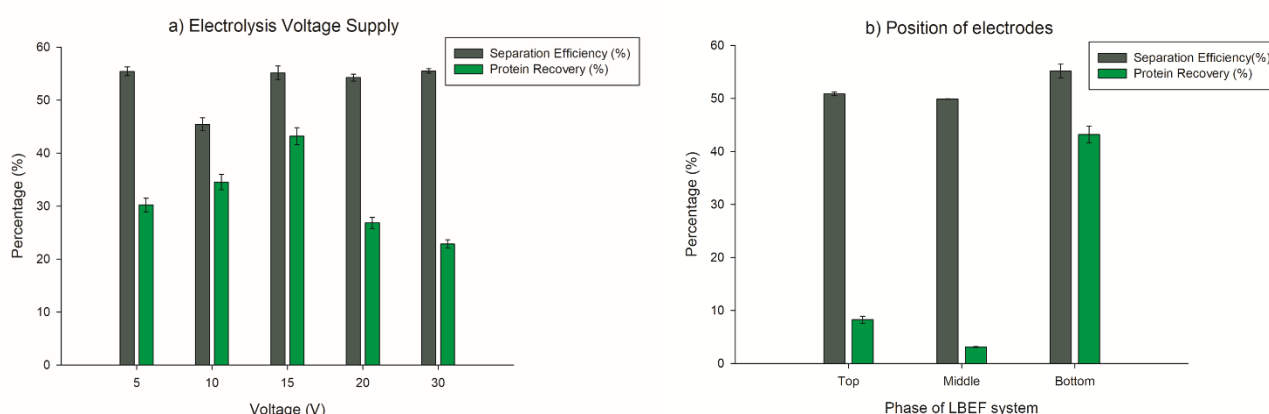 a) Electrolysis Voltage Supply
Separation Efficiency (%)
Protein Recovery (%)
Percentage (%)
60
50
40
30
20
10
0
5 10 15 20 30
Voltage (V)
b) Position of electrodes
Separation Efficiency(%)
Protein Recovery (%)
Percentage (%)
60
50
40
30
20
10
0
Top Middle Bottom
Phase of LBEF system